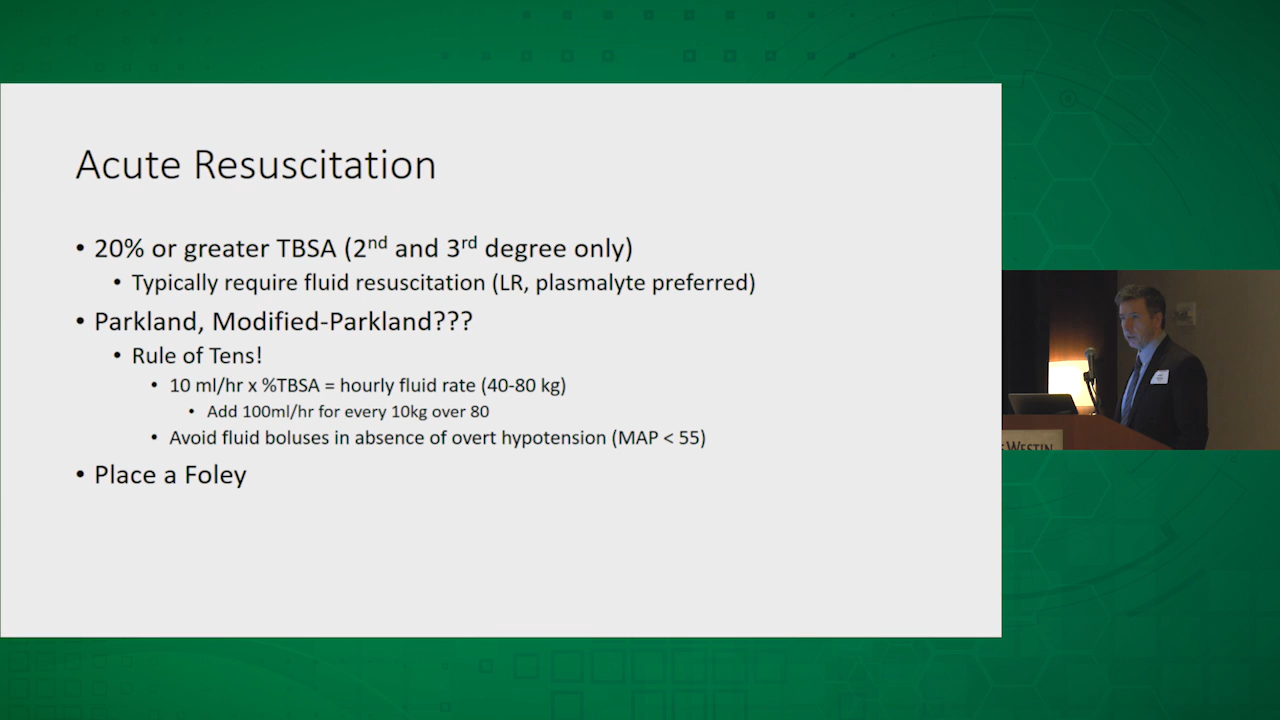 Acute Resuscitation
• 20% or greater TBSA (2nd and 3rd degree only)
• Typically require fluid resuscitation (LR, plasmalyte preferred)
• Parkland, Modified-Parkland???
• Rule of Tens!
• 10 ml/hr x %TBSA = hourly fluid rate (40-80 kg)
• Add 100ml/hr for every 10kg over 80
• Avoid fluid boluses in absence of overt hypotension (MAP < 55)
• Place a Foley
WESTIN